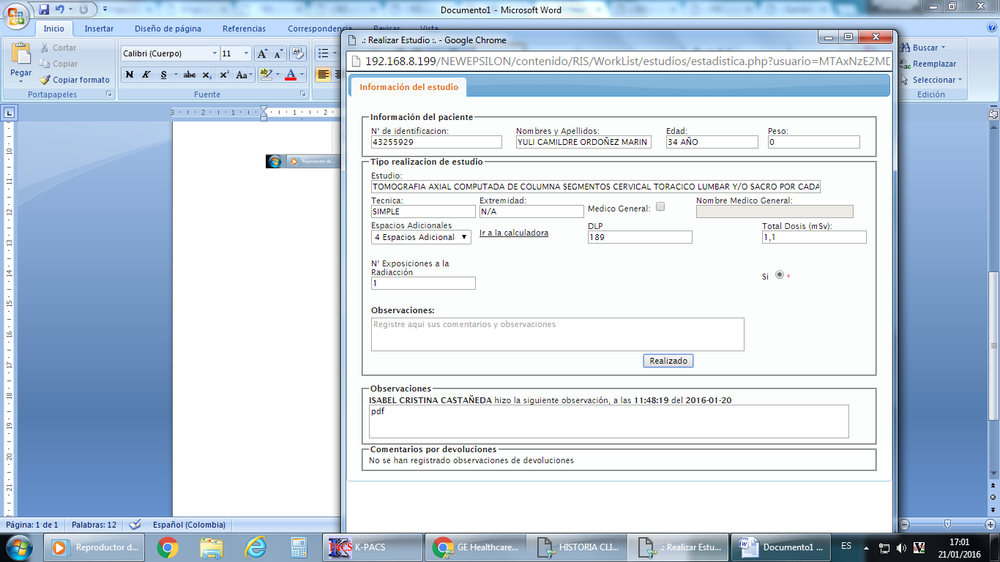 Documento1 - Microsoft Word
Inicio Insertar Diseño de página Referencias Correspondencia Revisar Vista
Pegar
Cortar
Copiar
Copiar formato
Portapapeles
Calibri (Cuerpo) 11
N K S abc x₂ x² Aa
Fuente
Buscar
Reemplazar
Seleccionar
Edición
.: Realizar Estudio :. - Google Chrome
192.168.8.199/NEWEPSILON/contenido/RIS/WorkList/estudios/estadistica.php?usuario=MTAxNzE2MD
Información del estudio
Información del paciente
N° de identificacion: Nombres y Apellidos: Edad: Peso:
43255929 YULI CAMILDRE ORDOÑEZ MARIN 34 AÑO 0
Tipo realizacion de estudio
Estudio:
TOMOGRAFIA AXIAL COMPUTADA DE COLUMNA SEGMENTOS CERVICAL TORACICO LUMBAR Y/O SACRO POR CADA
Tecnica: Extremidad: Medico General: Nombre Medico General:
SIMPLE N/A
Espacios Adicionales Ir a la calculadora DLP Total Dosis (mSv):
4 Espacios Adicional 189 1,1
N° Exposiciones a la
Radiacción
1
Si *
Observaciones:
Registre aqui sus comentarios y observaciones
Realizado
Observaciones
ISABEL CRISTINA CASTAÑEDA hizo la siguiente observación, a las 11:48:19 del 2016-01-20
pdf
Comentarios por devoluciones
No se han registrado observaciones de devoluciones
Página: 1 de 1 Palabras: 12 Español (Colombia)
Reproductor d... K-PACS GE Healthcare... HISTORIA CLI... .: Realizar Estu... Documento1 ... ES 17:01
21/01/2016